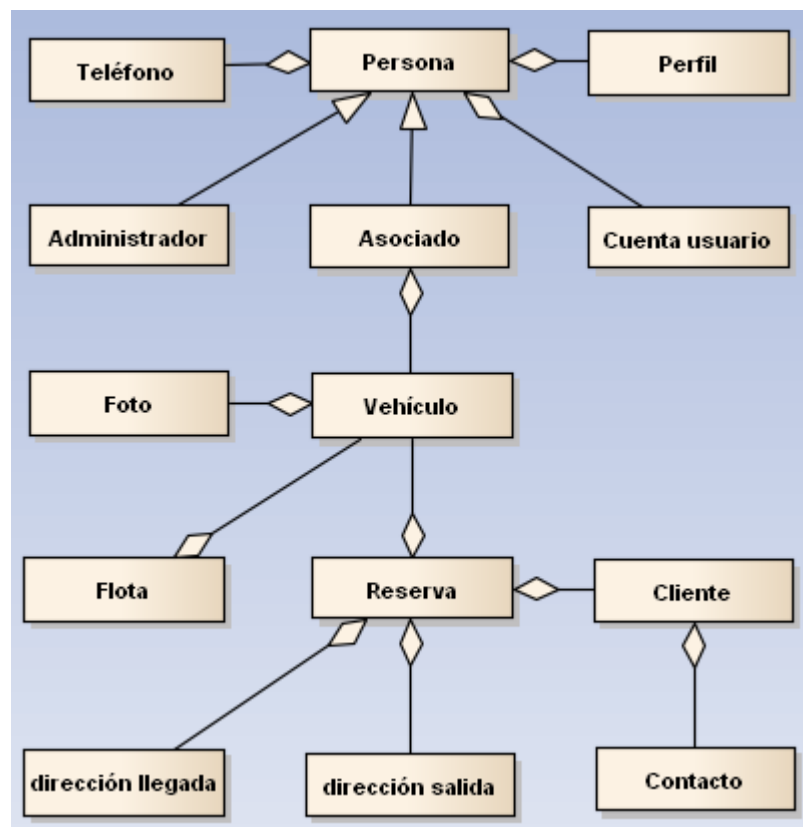 Teléfono
Persona
Perfil
Administrador
Asociado
Cuenta usuario
Foto
Vehículo
Flota
Reserva
Cliente
dirección llegada
dirección salida
Contacto